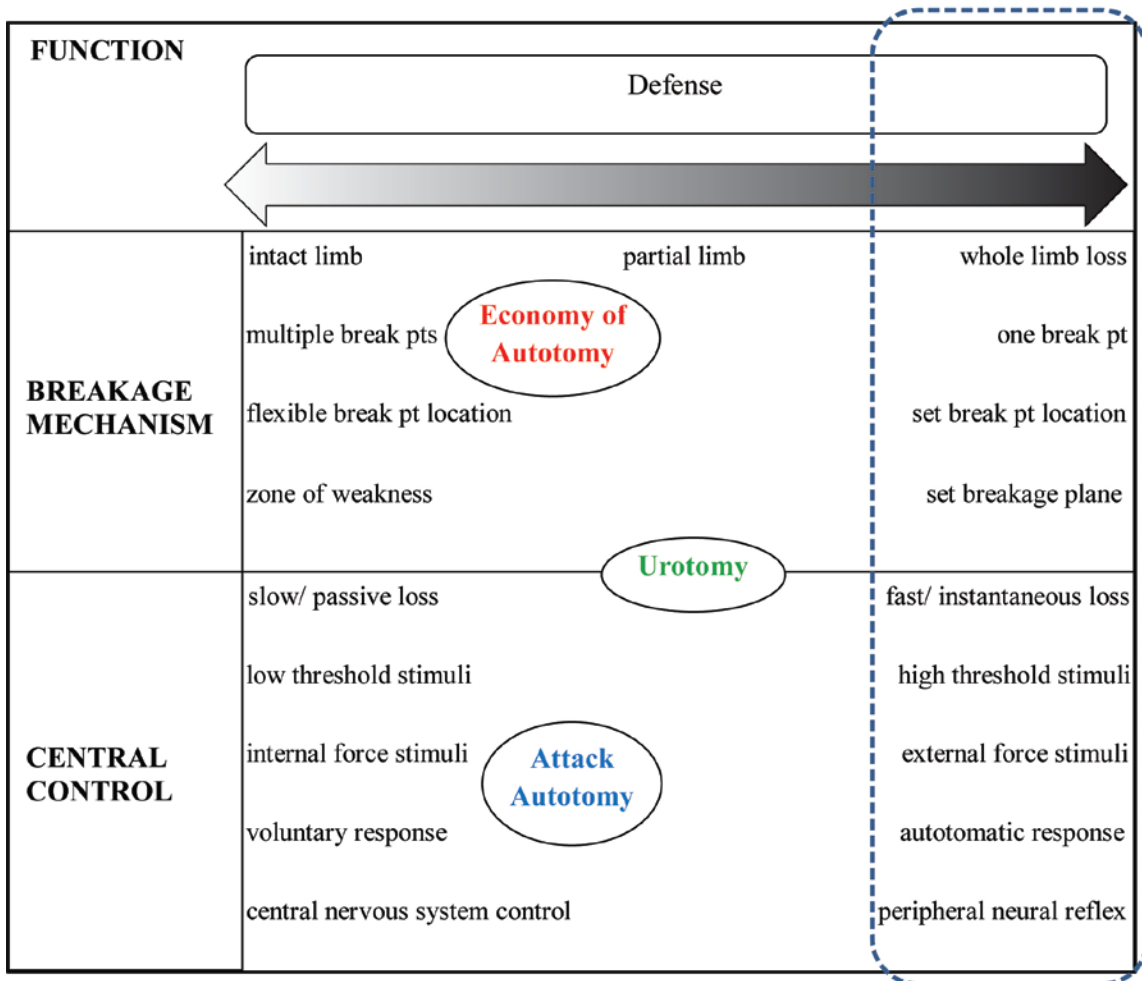 FUNCTION
Defense
intact limb partial limb whole limb loss
BREAKAGE
MECHANISM
multiple break pts one break pt
Economy of
Autotomy
flexible break pt location set break pt location
zone of weakness set breakage plane
Urotomy
CENTRAL
CONTROL
slow/ passive loss fast/ instantaneous loss
low threshold stimuli high threshold stimuli
internal force stimuli external force stimuli
Attack
Autotomy
voluntary response autotomatic response
central nervous system control peripheral neural reflex